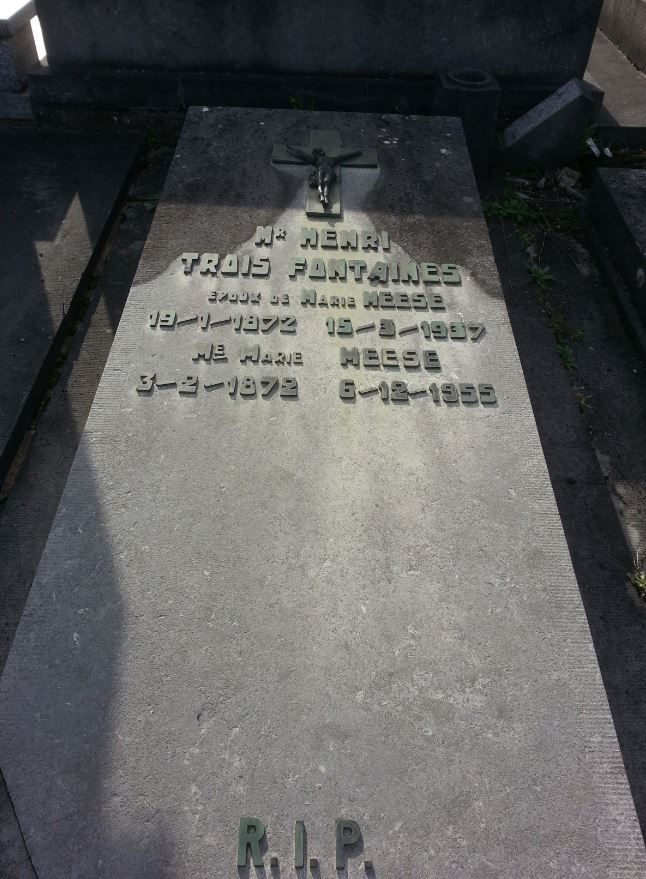 MR HENRI
TROIS FONTAINES
EPOUX DE MARIE MEESE
19-1-1872 15-3-1937
ME MARIE MEESE
3-2-1872 6-12-1955
R.I.P.